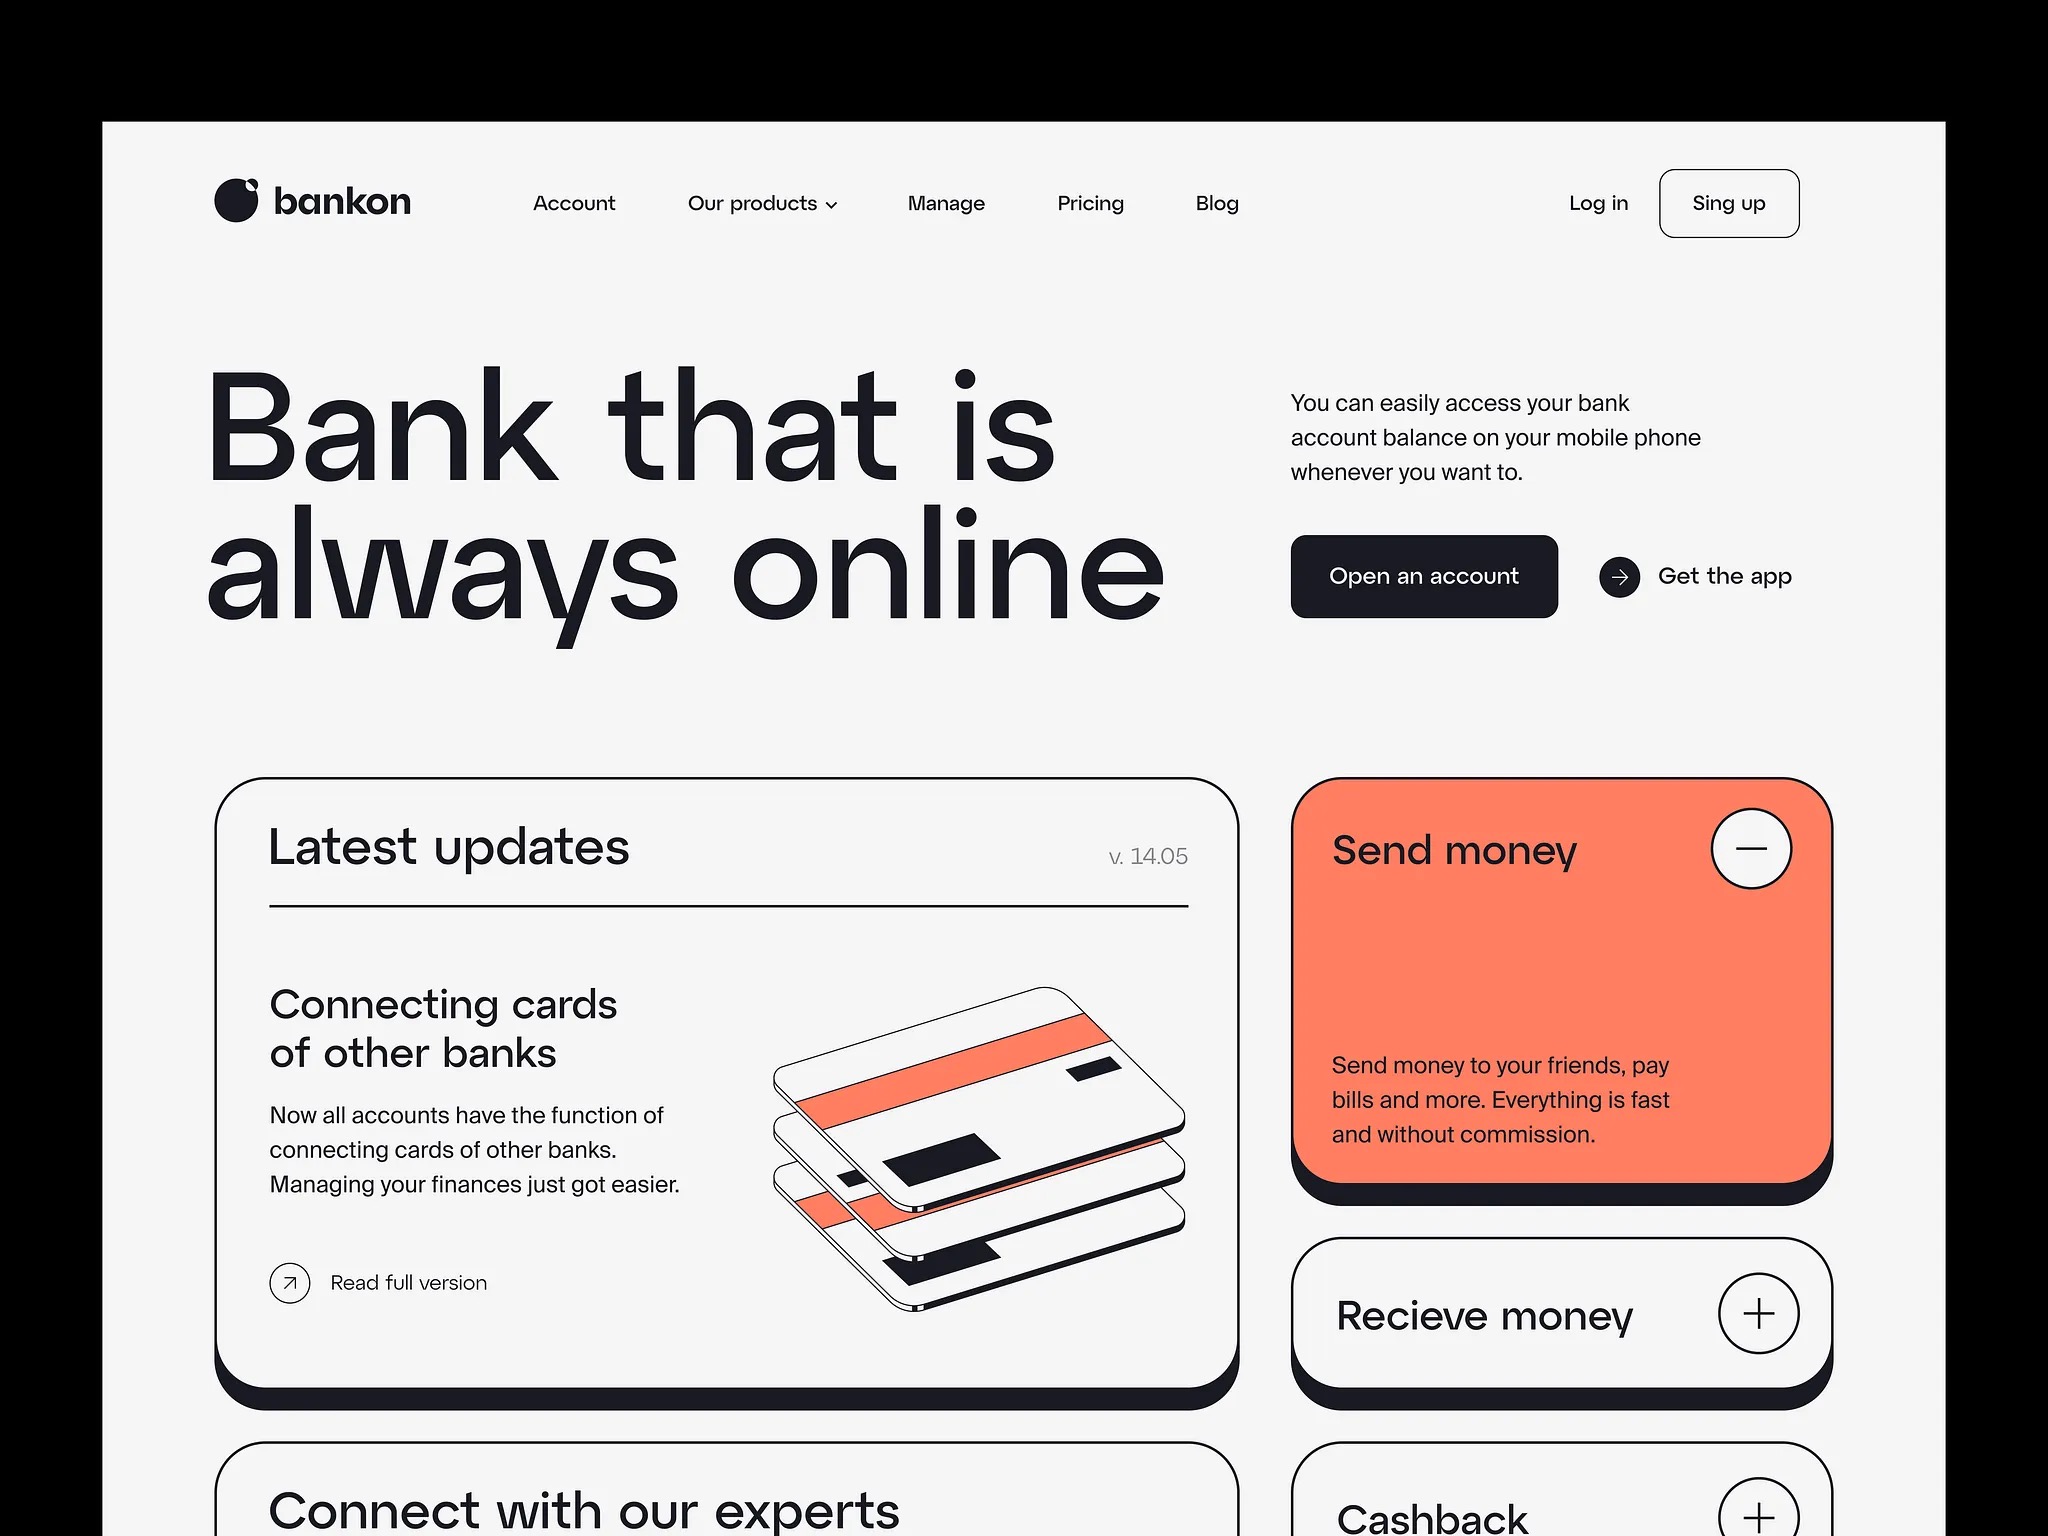 bankon
Account
Our products
Manage
Pricing
Blog
Log in
Sing up
Bank that is
always online
You can easily access your bank
account balance on your mobile phone
whenever you want to.
Open an account
Get the app
Latest updates
v. 14.05
Connecting cards
of other banks
Now all accounts have the function of
connecting cards of other banks.
Managing your finances just got easier.
Read full version
Send money
Send money to your friends, pay
bills and more. Everything is fast
and without commission.
Recieve money
Connect with our experts
Cashback